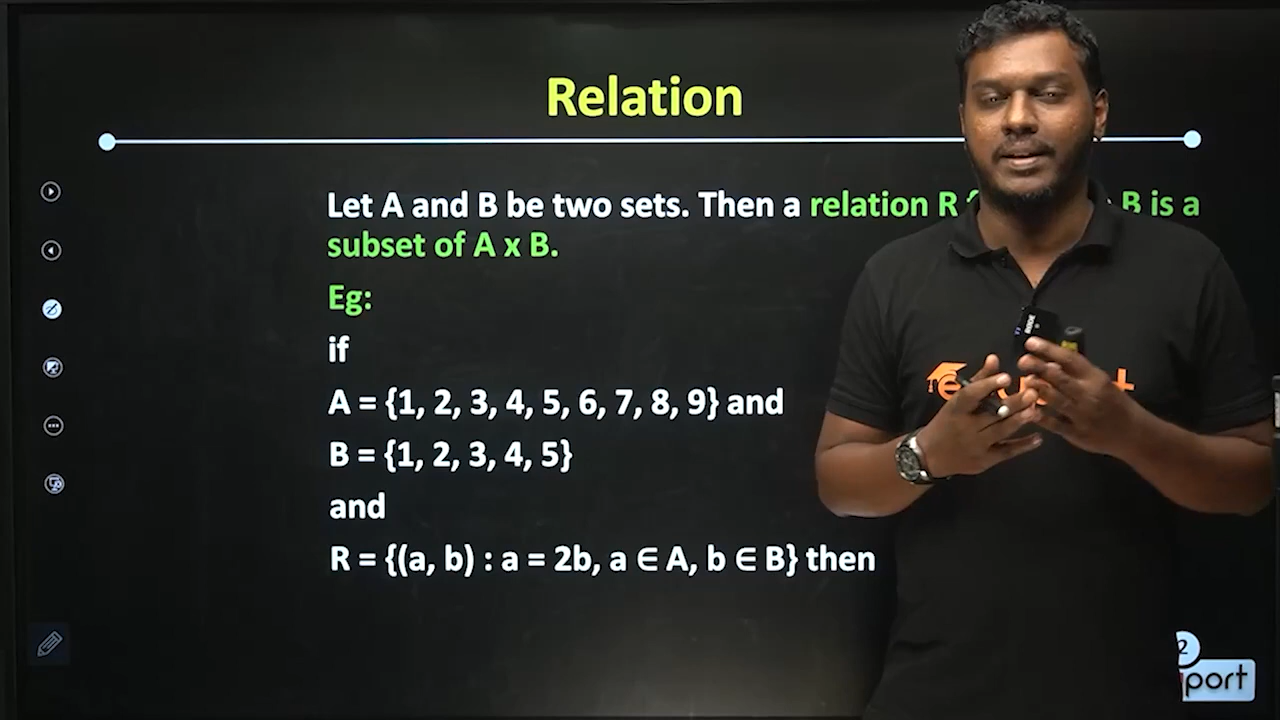 Relation
Let A and B be two sets. Then a relation R B is a
subset of A x B.
Eg:
if
A = {1, 2, 3, 4, 5, 6, 7, 8, 9} and
B = {1, 2, 3, 4, 5}
and
R = {(a, b) : a = 2b, a ∈ A, b ∈ B} then
2
port